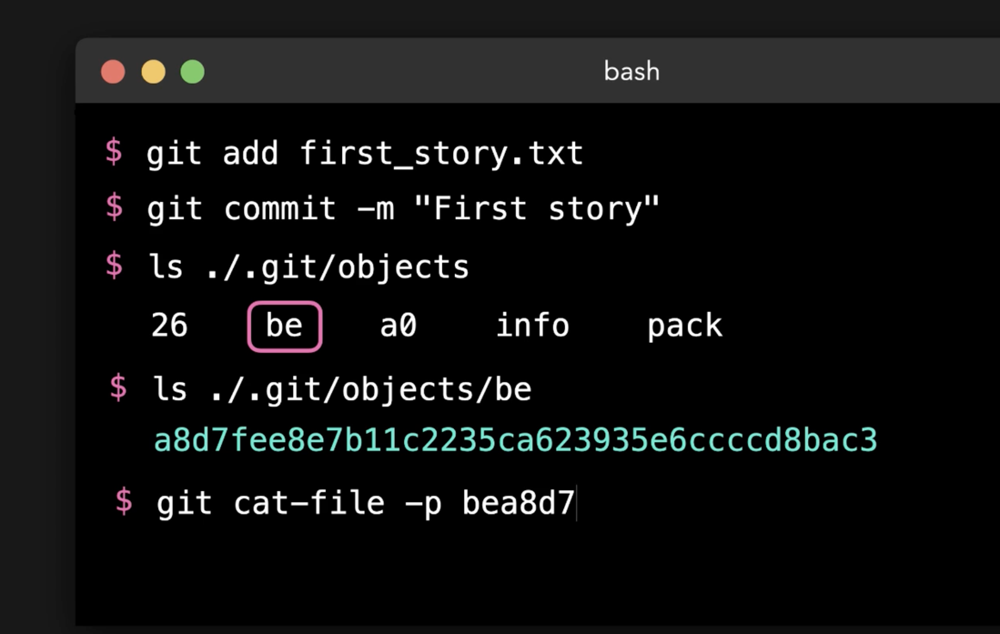 bash
$ git add first_story.txt
$ git commit -m "First story"
$ ls ./.git/objects
26 be a0 info pack
$ ls ./.git/objects/be
a8d7fee8e7b11c2235ca623935e6ccccd8bac3
$ git cat-file -p bea8d7